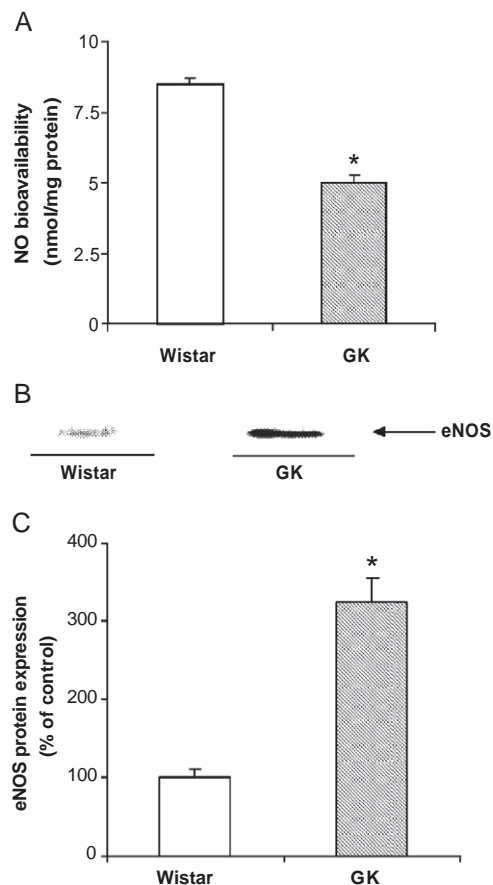 A
NO bioavailability
(nmol/mg protein)
10
7.5
5
2.5
0
*
Wistar
GK
B
eNOS
Wistar
GK
C
eNOS protein expression
(% of control)
400
300
200
100
0
*
Wistar
GK